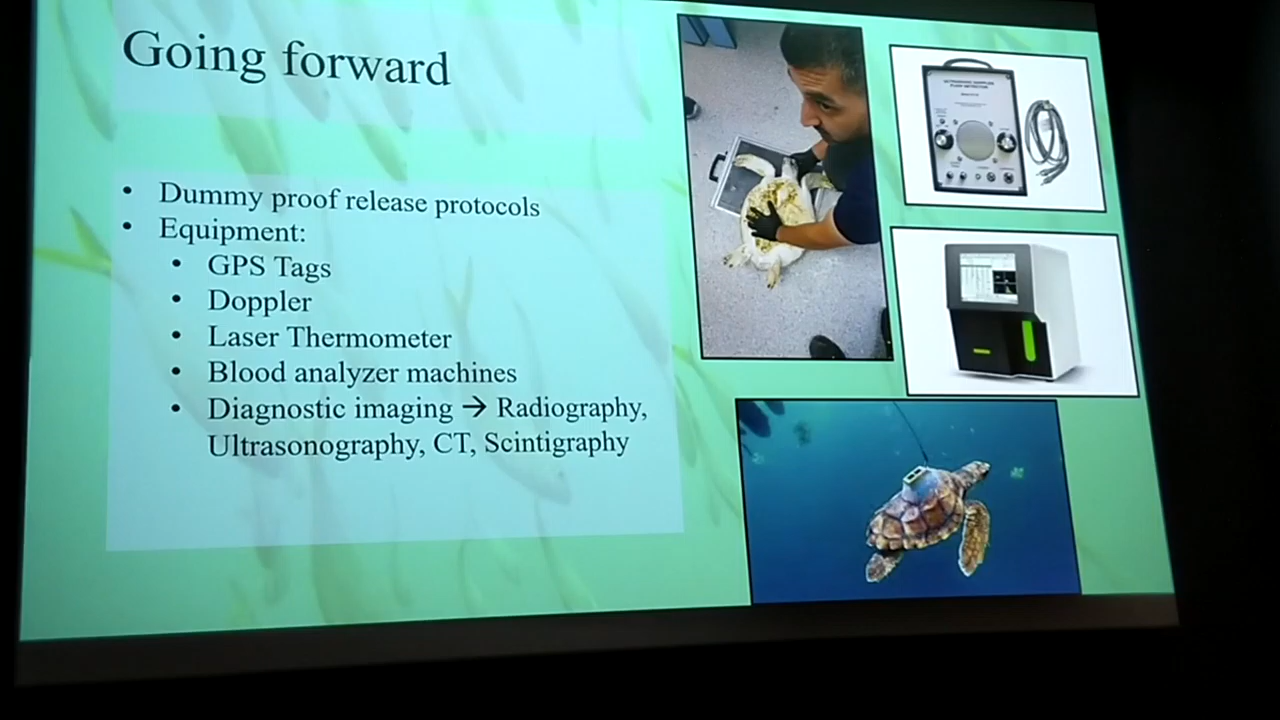 Going forward
• Dummy proof release protocols
• Equipment:
• GPS Tags
• Doppler
• Laser Thermometer
• Blood analyzer machines
• Diagnostic imaging → Radiography,
Ultrasonography, CT, Scintigraphy